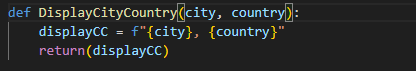 def DisplayCityCountry(city, country):
    displayCC = f"{city}, {country}"
    return(displayCC)